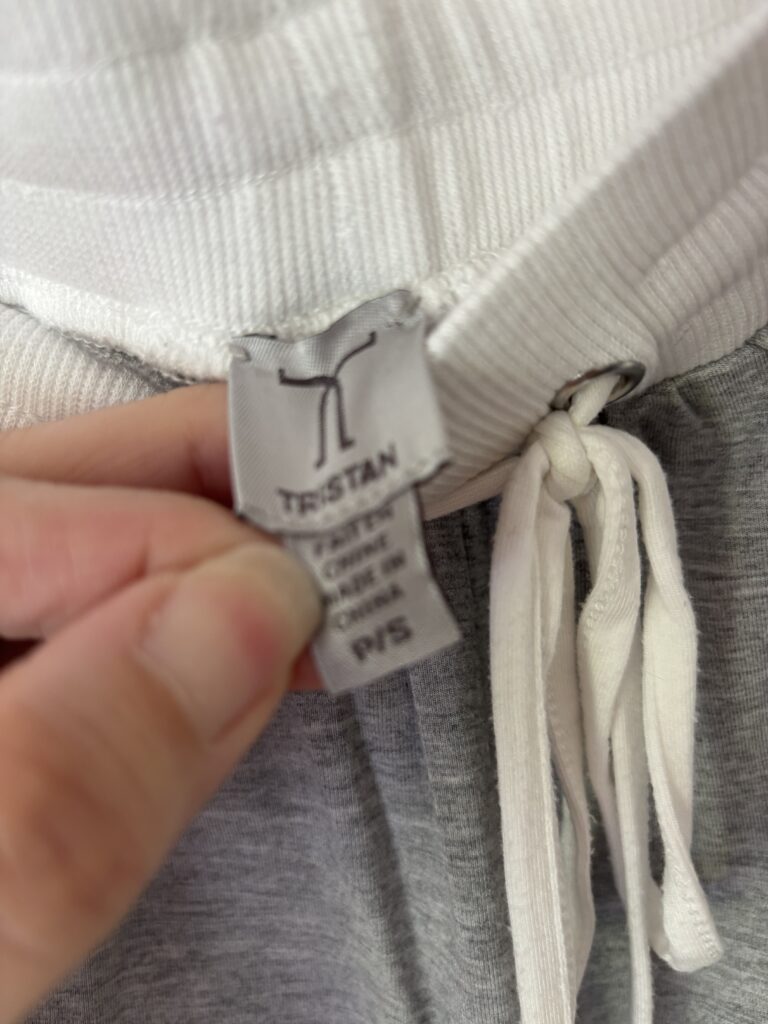 TRISTAN
FAIT EN
CHINE
MADE IN
CHINA
P/S